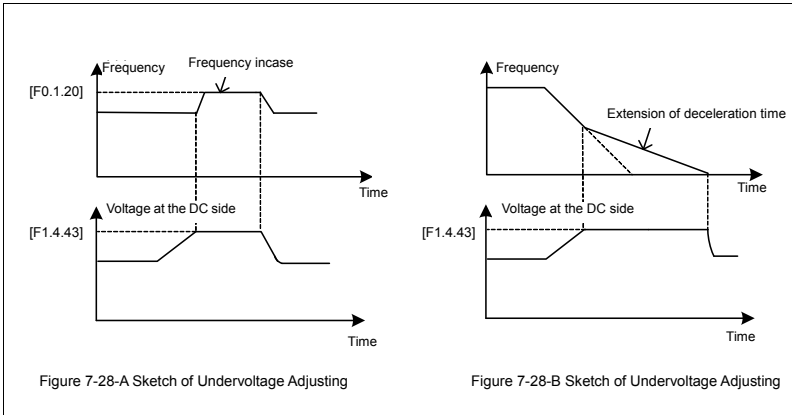 Frequency
Frequency incase
[F0.1.20]
Time
Voltage at the DC side
[F1.4.43]
Time
Figure 7-28-A Sketch of Undervoltage Adjusting
Frequency
Extension of deceleration time
Time
Voltage at the DC side
[F1.4.43]
Time
Figure 7-28-B Sketch of Undervoltage Adjusting